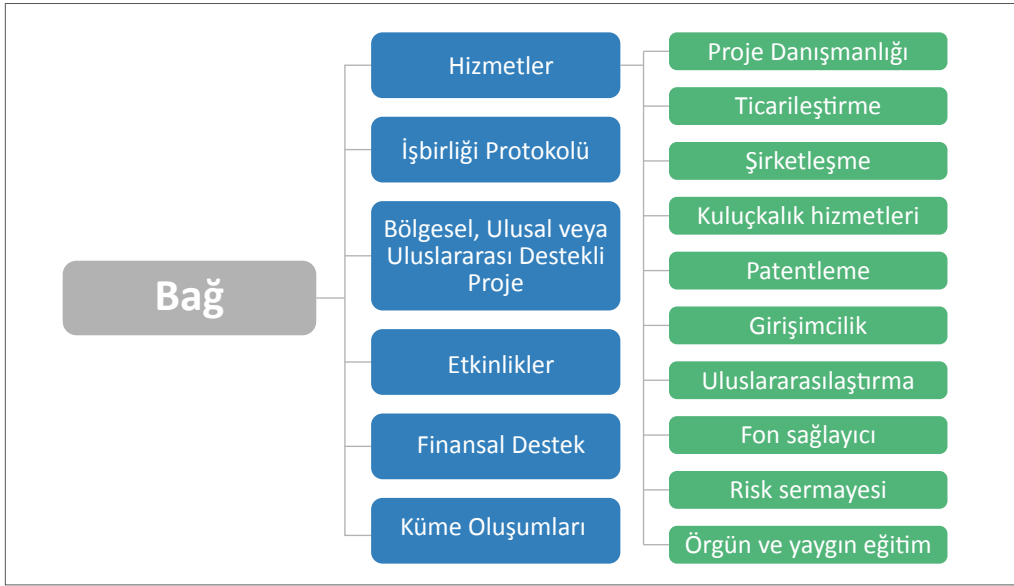 Bağ
Hizmetler
İşbirliği Protokolü
Bölgesel, Ulusal veya
Uluslararası Destekli
Proje
Etkinlikler
Finansal Destek
Küme Oluşumları
Proje Danışmanlığı
Ticarileştirme
Şirketleşme
Kuluçkalık hizmetleri
Patentleme
Girişimcilik
Uluslararasılaştırma
Fon sağlayıcı
Risk sermayesi
Örgün ve yaygın eğitim